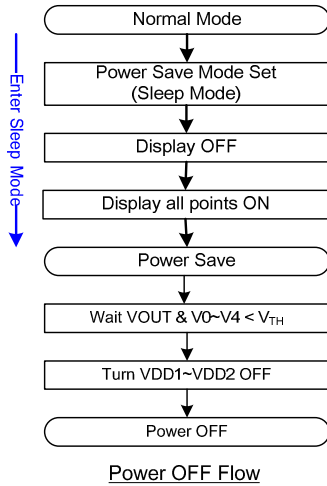 Normal Mode
Enter Sleep Mode
Power Save Mode Set
(Sleep Mode)
Display OFF
Display all points ON
Power Save
Wait VOUT & V0~V4 < VTH
Turn VDD1~VDD2 OFF
Power OFF
Power OFF Flow